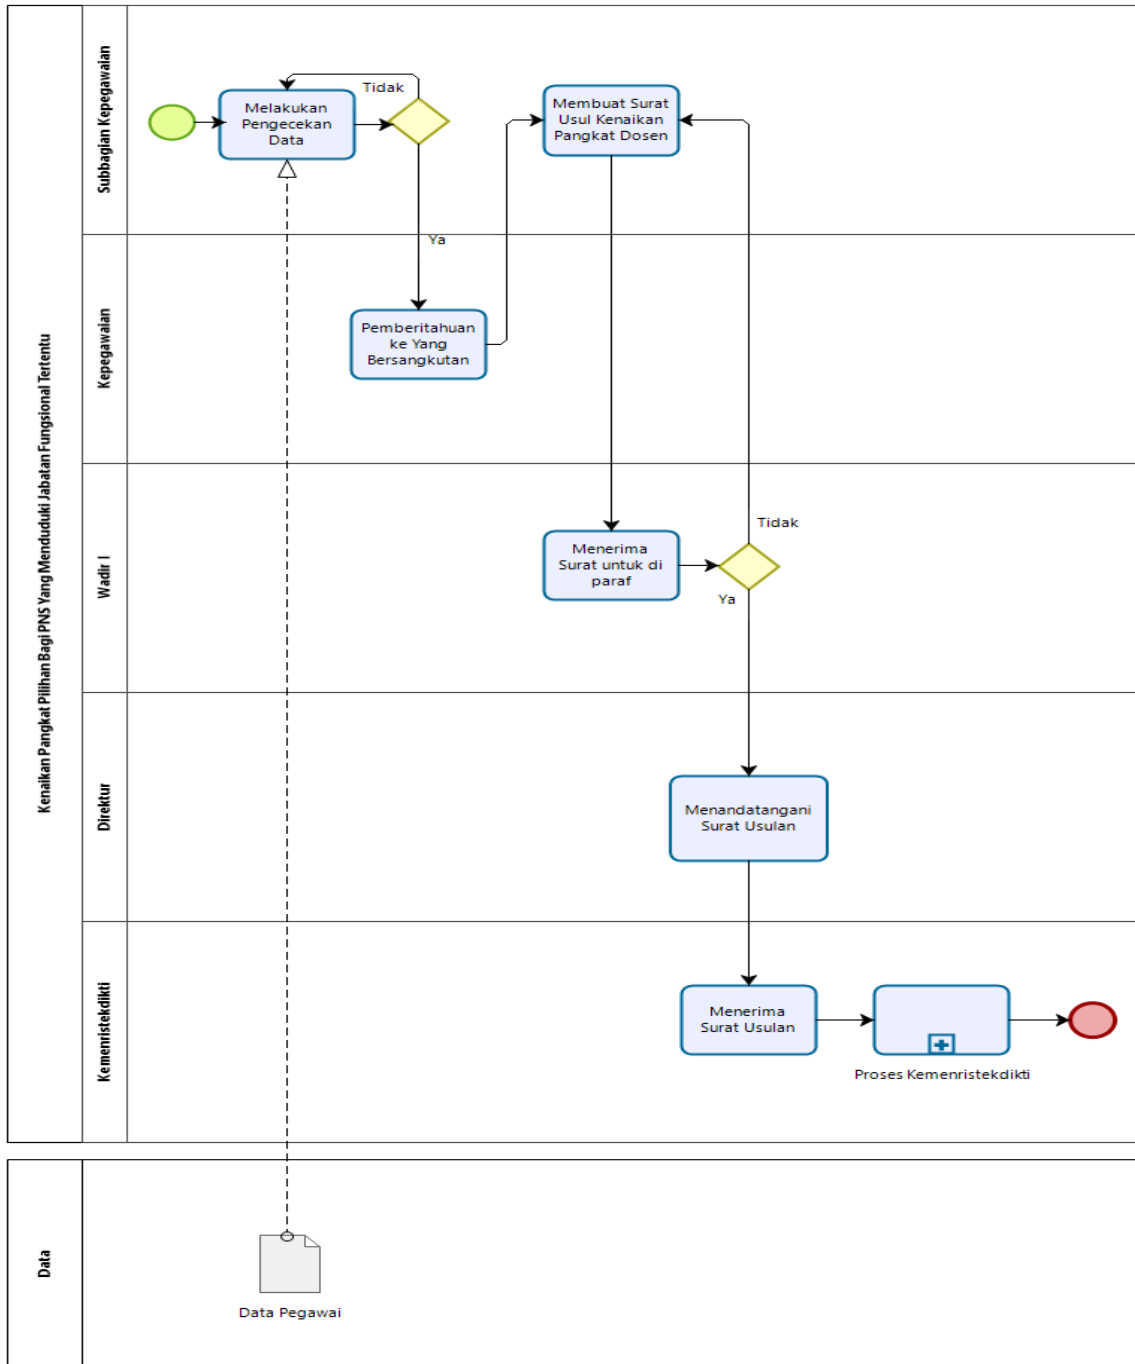 Kenaikan Pangkat Pilihan Bagi PNS Yang Menduduki Jabatan Fungsional Tertentu
Subbagian Kepegawaian
Melakukan
Pengecekan
Data
Tidak
Ya
Membuat Surat
Usul Kenaikan
Pangkat Dosen
Kepegawaian
Pemberitahuan
ke Yang
Bersangkutan
Wadir I
Menerima
Surat untuk di
paraf
Tidak
Ya
Direktur
Menandatangani
Surat Usulan
Kemenristekdikti
Menerima
Surat Usulan
Proses Kemenristekdikti
Data
Data Pegawai